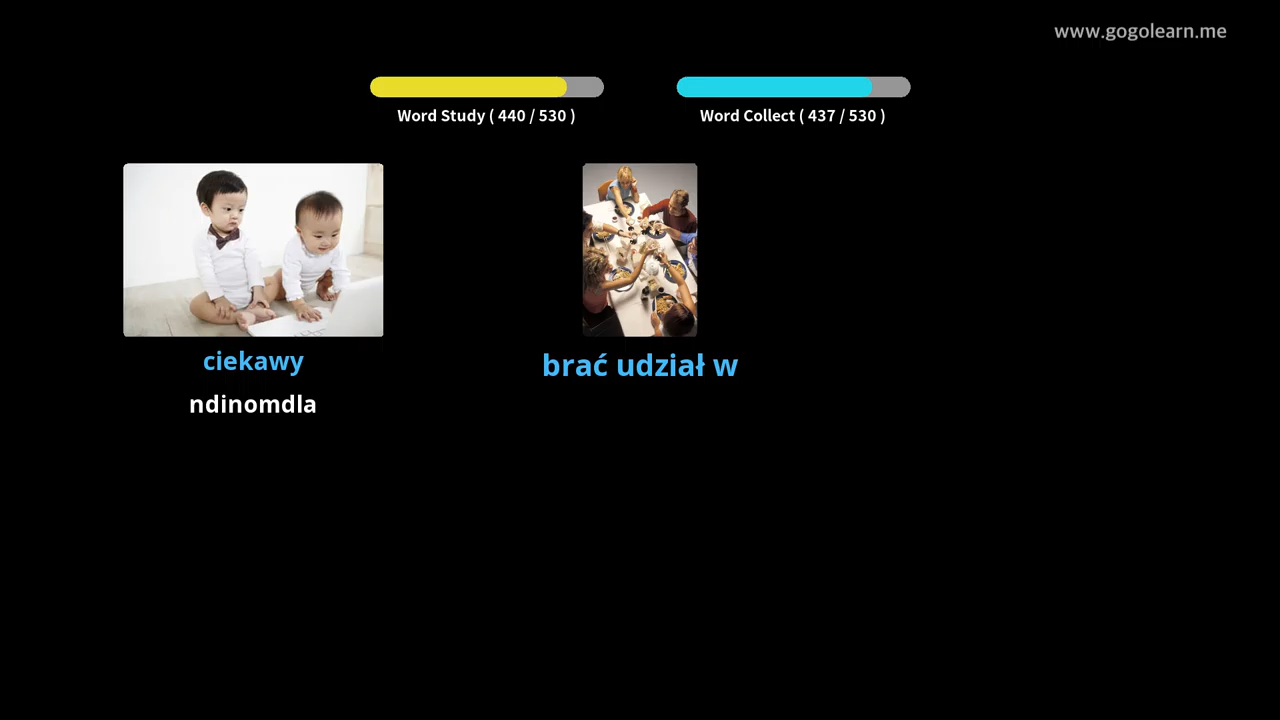 www.gogolearn.me
Word Study ( 440 / 530 )
Word Collect ( 437 / 530 )
ciekawy
brać udział w
ndinomdla